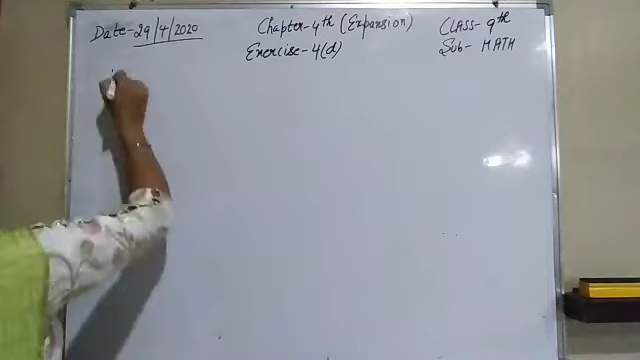 Date-29/4/2020 Chapter-4th (Expansion) CLASS- 9th
Exercise-4(d) Sub- MATH